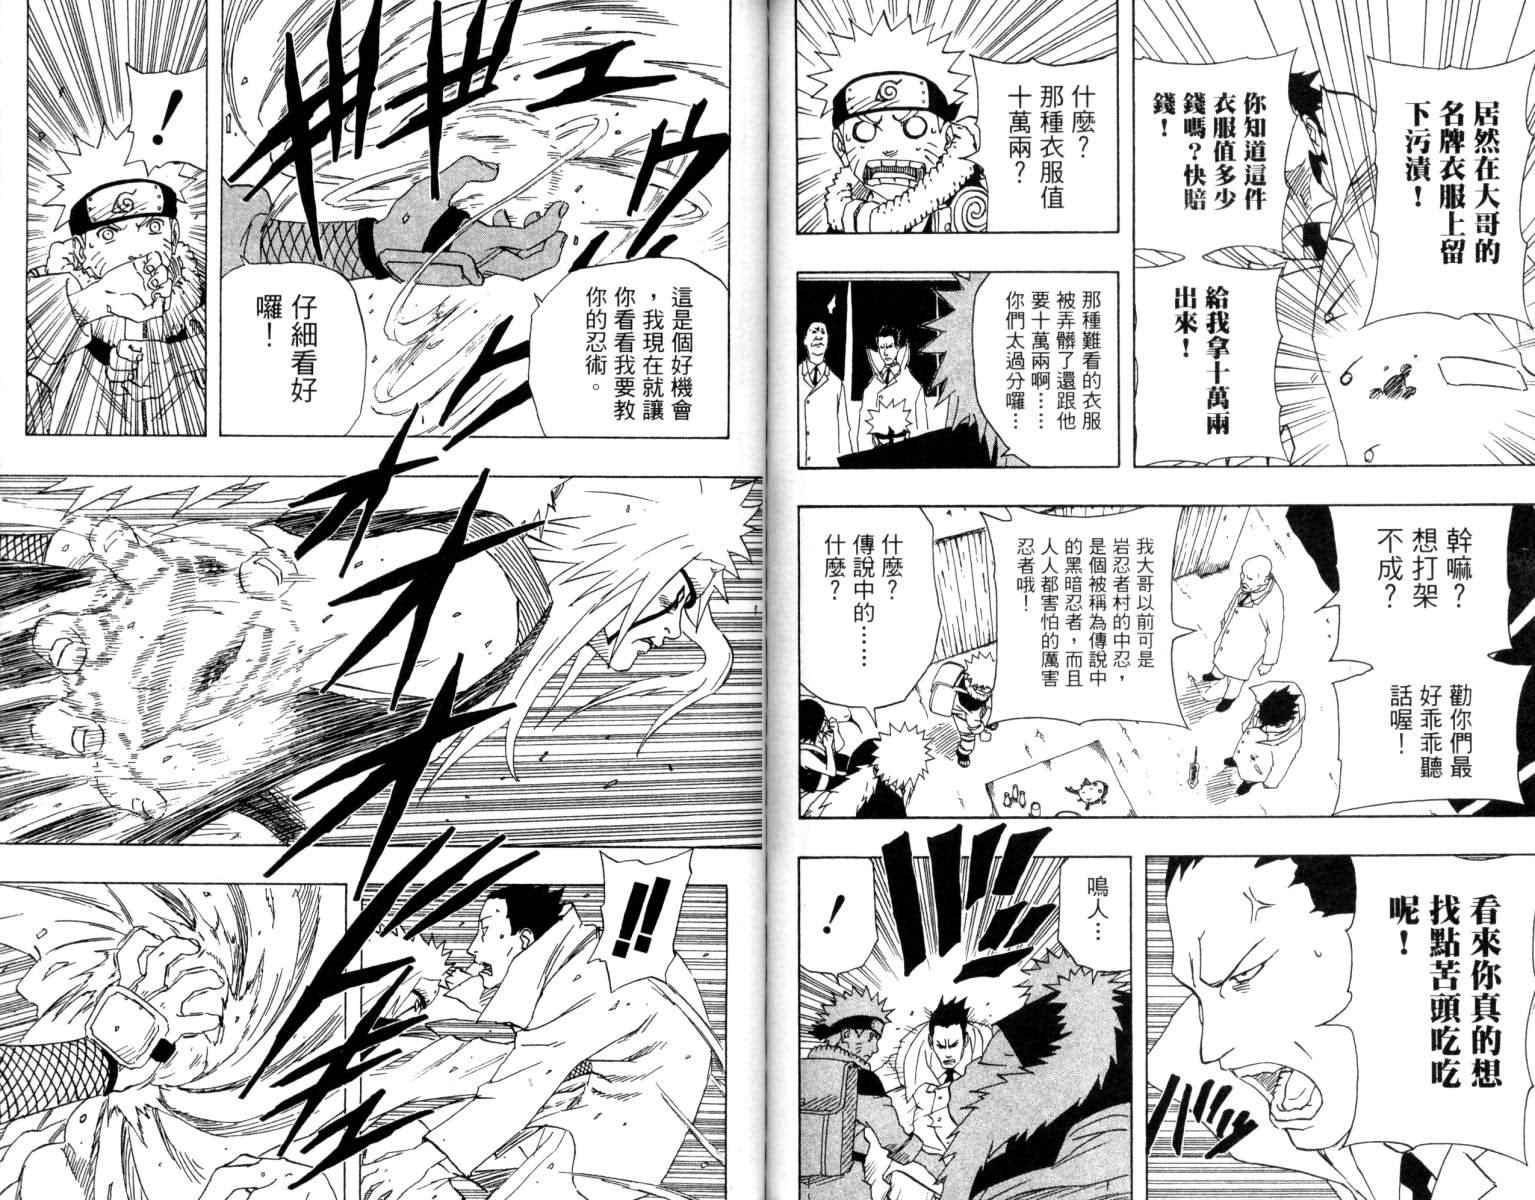 居然在大哥的
名牌衣服上留
下污漬！
你知道這件
衣服值多少
錢嗎？快賠
錢！
給我拿十萬兩
出來！
什麼？
那種衣服值
十萬兩？
那種難看的衣服
被弄髒了還跟他
要十萬兩啊……
你們太過分囉…
幹嘛？
想打架
不成？
勸你們最
好乖乖聽
話喔！
我大哥以前可是
岩忍者村的中忍，
是個被稱為傳說中
的黑暗忍者，而且
人人都害怕的厲害
忍者哦！
什麼？
傳說中的……
什麼？
看來你真的想
找點苦頭吃吃
呢！
鳴人…
！
這是個好機會
，我現在就讓
你看看我要教
你的忍術。
仔細看好
囉！
！
!!